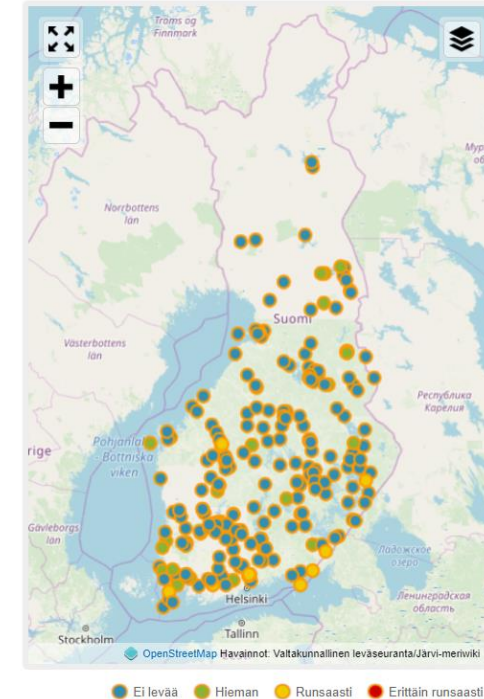 Troms og
Finnmark
Norrbottens
län
Suomi
Västerbottens
län
Республика
Карелия
rige
Pohjanlahti
- Bottniska
viken
Gävleborgs
län
Ладожское
озеро
Helsinki
Ленинградская
область
Tallinn
Stockholm
OpenStreetMap Havainnot: Valtakunnallinen leväseuranta/Järvi-meriwiki
Ei levää Hieman Runsaasti Erittäin runsaasti